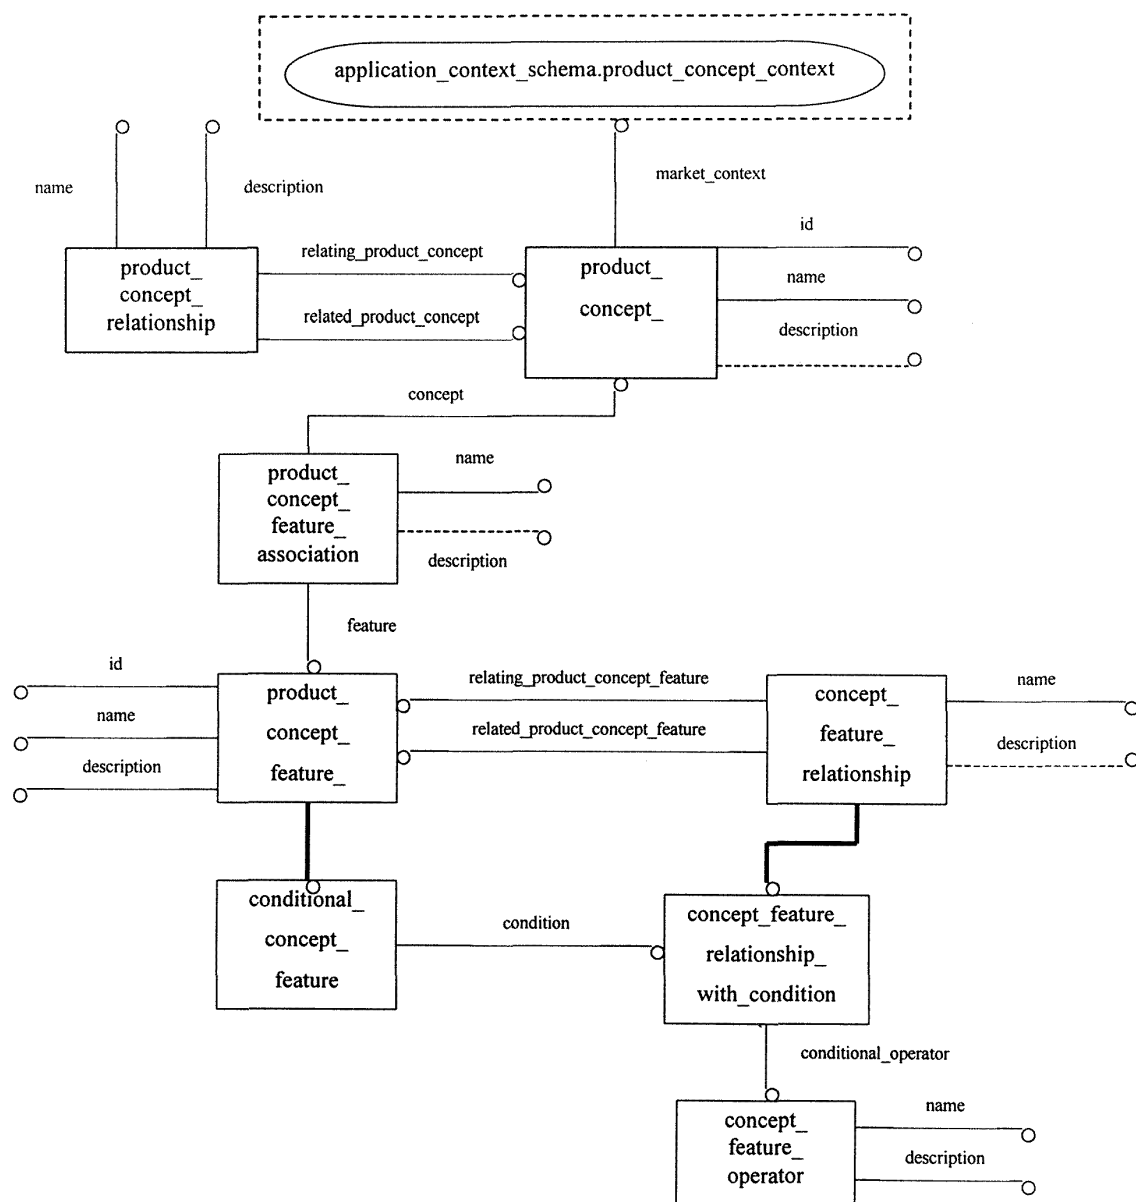 application_context_schema.product_concept_context
name
description
market_context
product_
concept_
relationship
relating_product_concept
related_product_concept
product_
concept_
id
name
description
concept
product_
concept_
feature_
association
name
description
feature
id
name
description
product_
concept_
feature_
relating_product_concept_feature
related_product_concept_feature
concept_
feature_
relationship
name
description
conditional_
concept_
feature
condition
concept_feature_
relationship_
with_condition
conditional_operator
concept_
feature_
operator
name
description